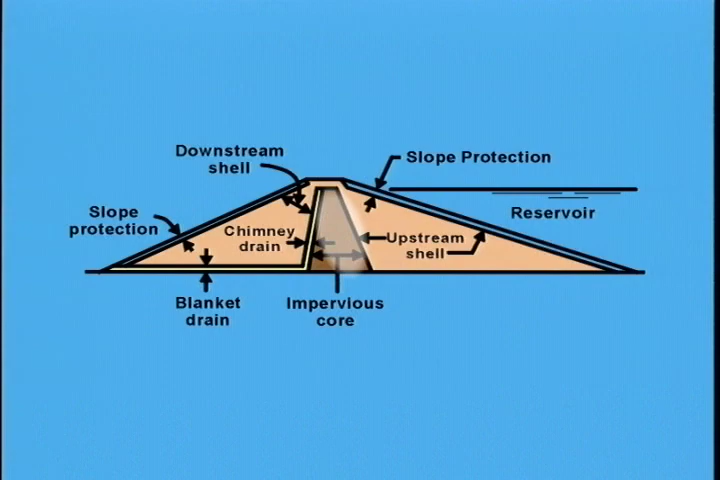 Downstream
shell
Slope Protection
Slope
protection
Reservoir
Chimney
drain
Upstream
shell
Blanket
drain
Impervious
core